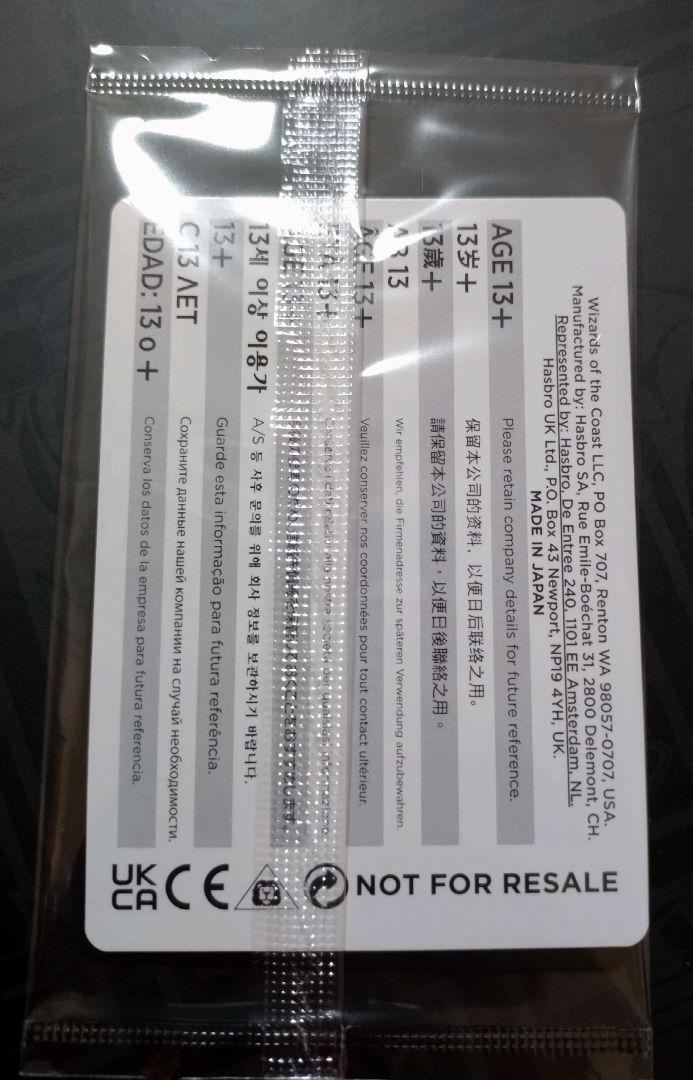 Wizards of the Coast LLC, PO Box 707, Renton WA 98057-0707, USA.
Manufactured by: Hasbro SA, Rue Emile-Boéchat 31, 2800 Delemont, CH.
Represented by: Hasbro, De Entree 240, 1101 EE Amsterdam, NL.
Hasbro UK Ltd., P.O. Box 43 Newport, NP19 4YH, UK.
MADE IN JAPAN
AGE 13+ Please retain company details for future reference.
13岁+ 保留本公司的资料，以便日后联络之用。
13歲+ 請保留本公司的資料，以便日後聯絡之用。
AB 13 Wir empfehlen, die Firmenadresse zur späteren Verwendung aufzubewahren.
ÂGE 13+ Veuillez conserver nos coordonnées pour tout contact ultérieur.
13+
13세 이상 이용가 A/S 등 사후 문의를 위해 회사 정보를 보관하시기 바랍니다.
13+ Guarde esta informação para futura referência.
С 13 ЛЕТ Сохраните данные нашей компании на случай необходимости.
EDAD: 13 o + Conserva los datos de la empresa para futura referencia.
NOT FOR RESALE
CE
UKCA